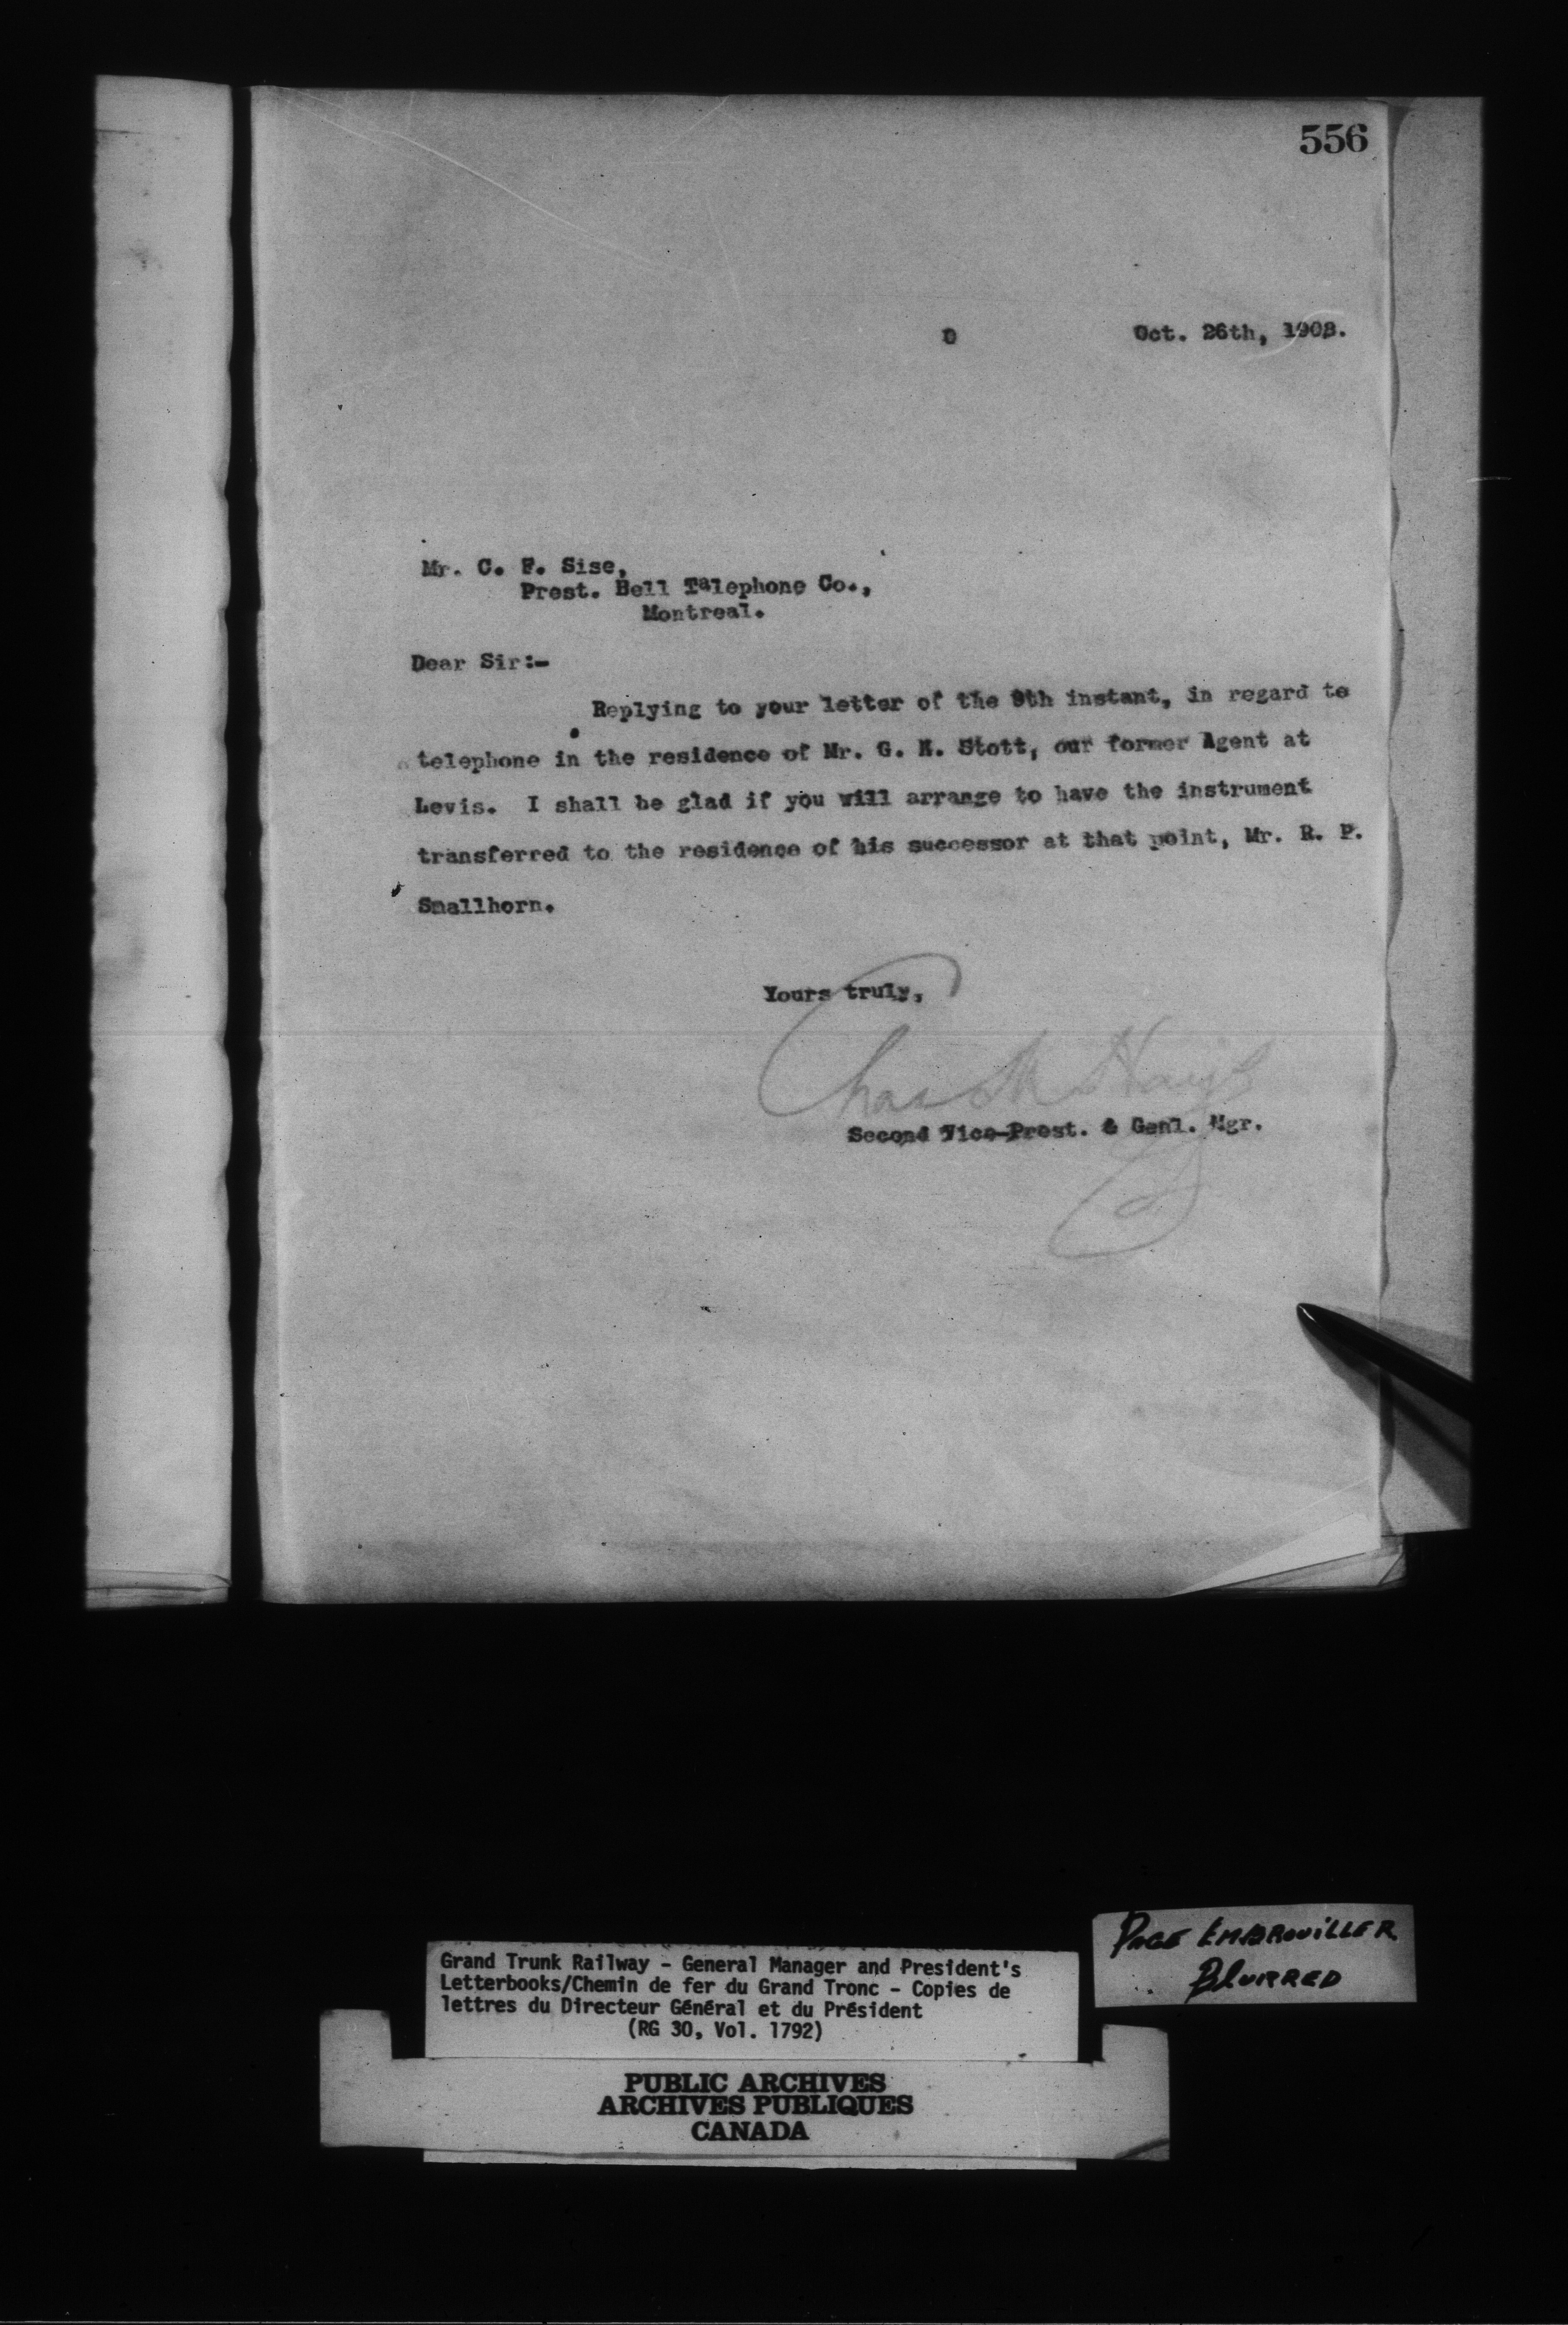 556
D Oct. 26th, 1903.
Mr. C. F. Sise,
Prest. Bell Talephone Co.,
Montreal.
Dear Sir:-
Replying to your letter of the 9th instant, in regard to
telephone in the residence of Mr. G. K. Stott, our former Agent at
Levis. I shall be glad if you will arrange to have the instrument
transferred to the residence of his successor at that point, Mr. R. P.
Smallhorn.
Yours truly,
Chas M Hays
Second Vice-Prest. & Genl. Mgr.
Page Embrouiller
Blurred
Grand Trunk Railway - General Manager and President's
Letterbooks/Chemin de fer du Grand Tronc - Copies de
lettres du Directeur Général et du Président
(RG 30, Vol. 1792)
PUBLIC ARCHIVES
ARCHIVES PUBLIQUES
CANADA